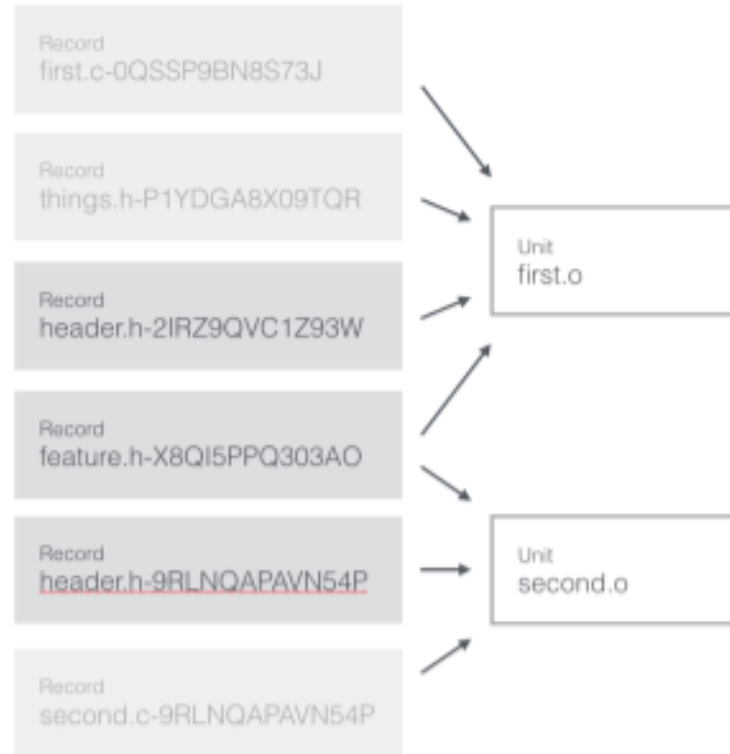 Record
first.c-0QSSP9BN8S73J
Record
things.h-P1YDGA8X09TQR
Record
header.h-2IRZ9QVC1Z93W
Record
feature.h-X8QI5PPQ303AO
Record
header.h-9RLNQAPAVN54P
Record
second.c-9RLNQAPAVN54P
Unit
first.o
Unit
second.o